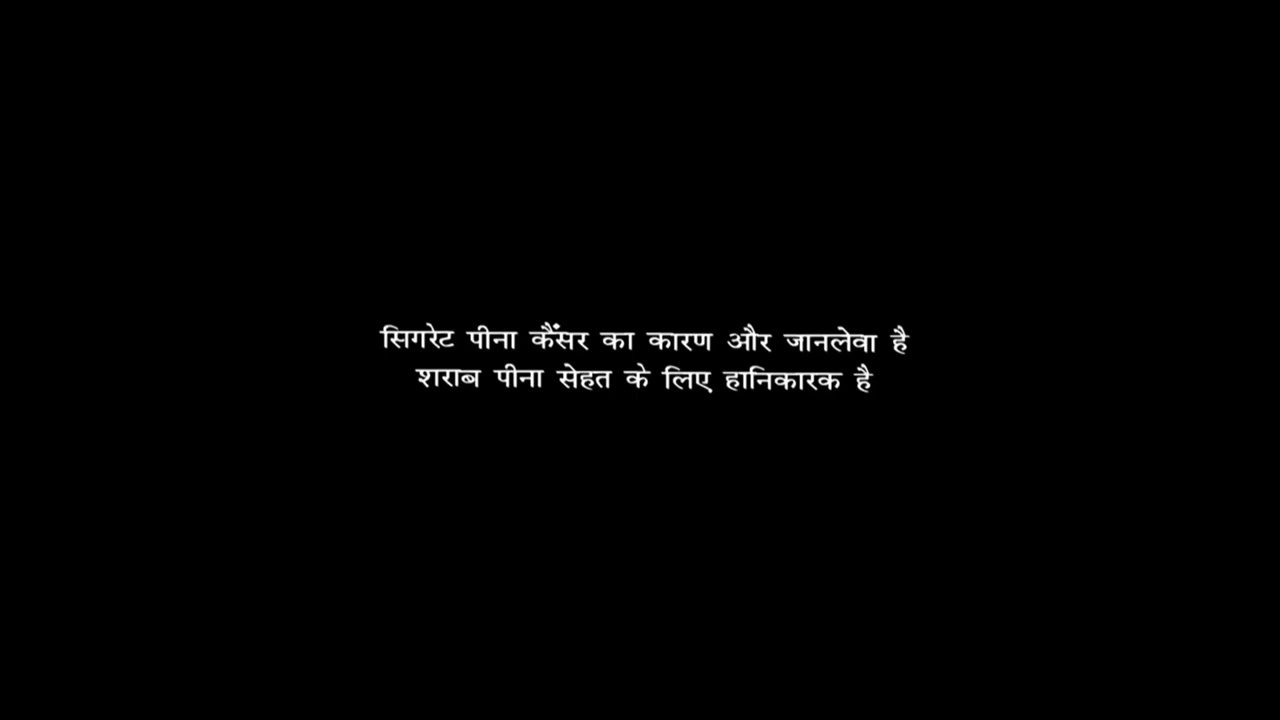 सिगरेट पीना कैंसर का कारण और जानलेवा है
शराब पीना सेहत के लिए हानिकारक है